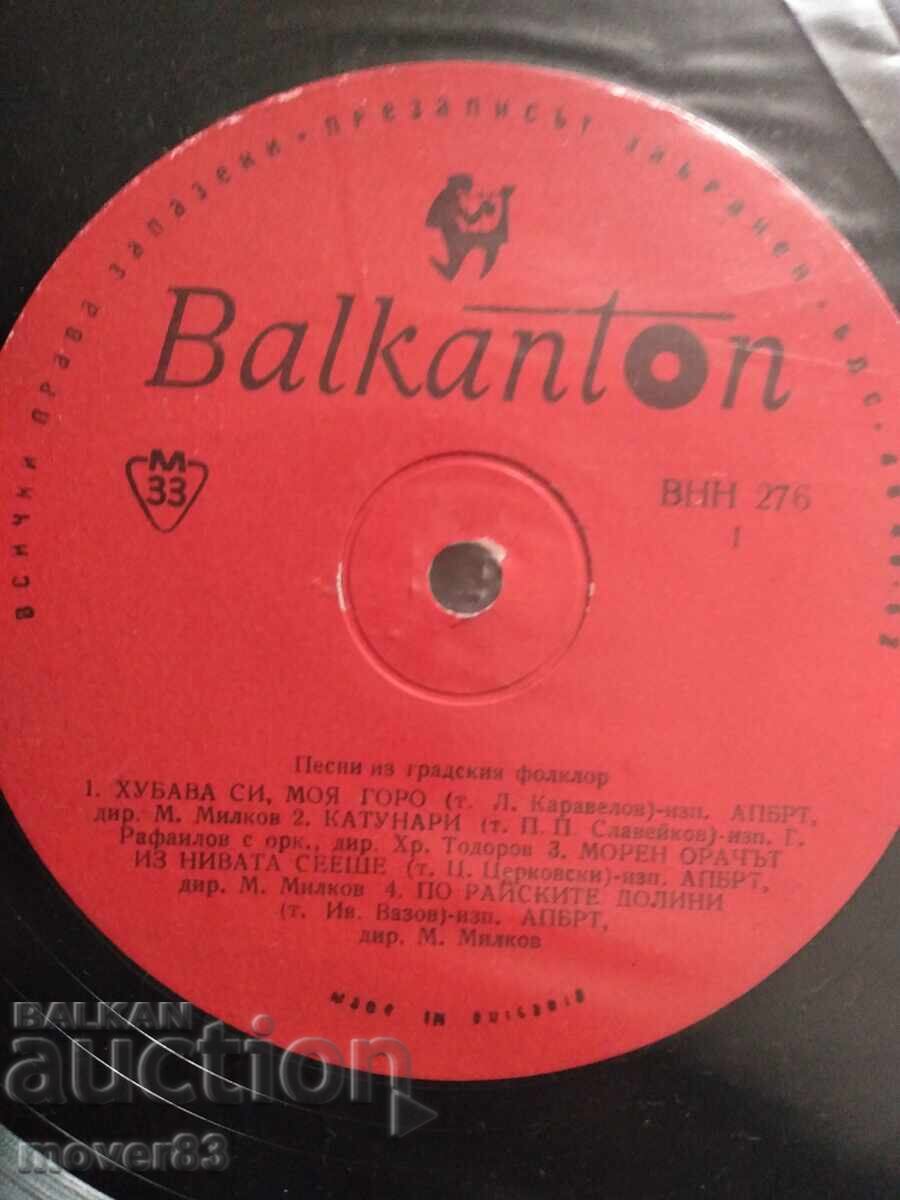 ВСИЧКИ ПРАВА ЗАПАЗЕНИ · ПРЕЗАПИСЪТ ЗАБРАНЕН ·
Balkanton
М
33
ВНН 276
1
Песни из градския фолклор
1. ХУБАВА СИ, МОЯ ГОРО (т. Л. Каравелов)-изп. АПБРТ,
дир. М. Милков 2. КАТУНАРИ (т. П. П. Славейков)-изп. Г.
Рафаилов с орк., дир. Хр. Тодоров 3. МОРЕН ОРАЧЪТ
ИЗ НИВАТА СЕЕШЕ (т. Ц. Церковски)-изп. АПБРТ,
дир. М. Милков 4. ПО РАЙСКИТЕ ДОЛИНИ
(т. Ив. Вазов)-изп. АПБРТ,
дир. М. Милков
MADE IN BULGARIA
BALKAN
auction
mover83